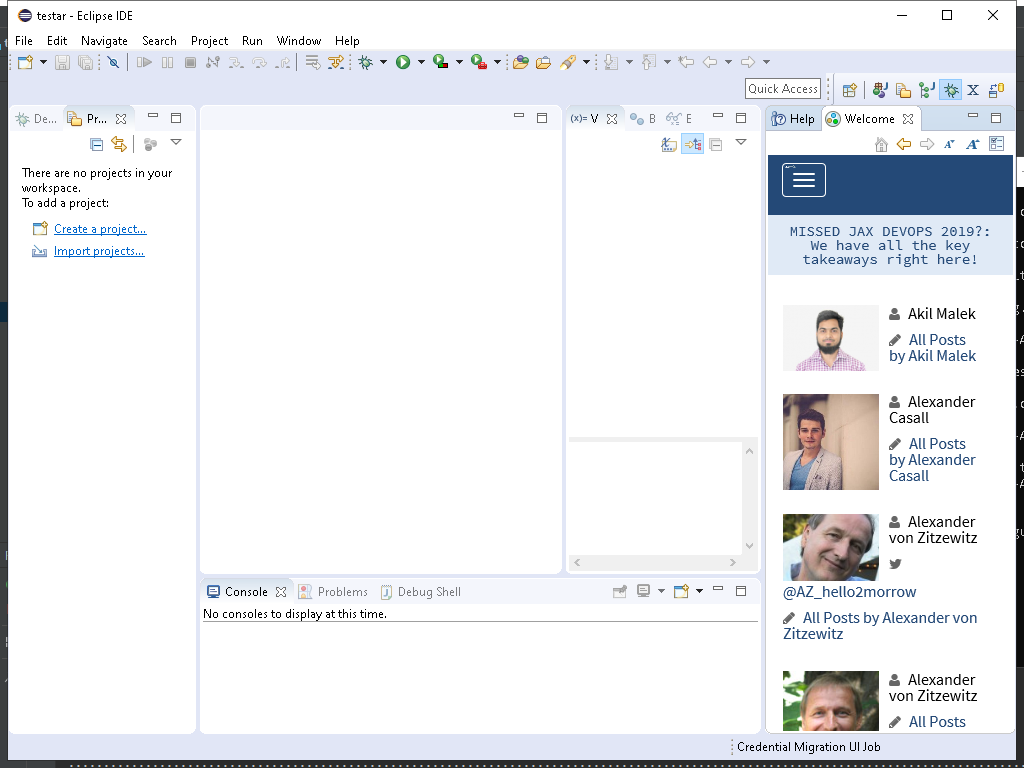 testar - Eclipse IDE
File Edit Navigate Search Project Run Window Help
Quick Access
De...
Pr...
There are no projects in your
workspace.
To add a project:
Create a project...
Import projects...
(x)= V
B
E
Console
Problems
Debug Shell
No consoles to display at this time.
Help
Welcome
MISSED JAX DEVOPS 2019?:
We have all the key
takeaways right here!
Akil Malek
All Posts
by Akil Malek
Alexander
Casall
All Posts
by Alexander
Casall
Alexander
von Zitzewitz
@AZ_hello2morrow
All Posts by Alexander von
Zitzewitz
Alexander
von Zitzewitz
All Posts
Credential Migration UI Job